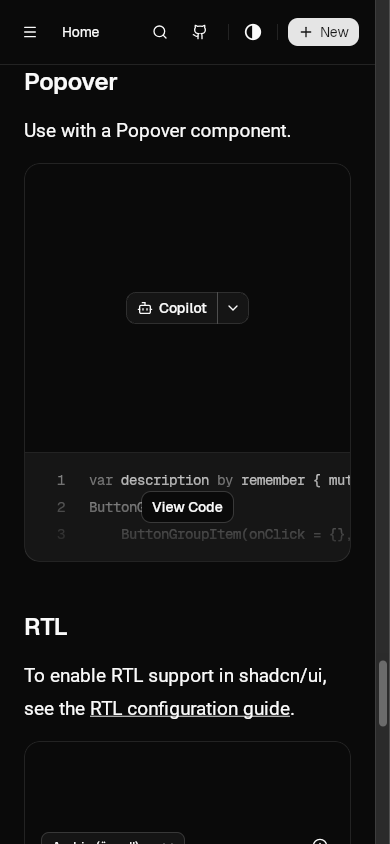 Home
New
Popover
Use with a Popover component.
Copilot
1 var description by remember { mut
2 ButtonG
View Code
3 ButtonGroupItem(onClick = {},
RTL
To enable RTL support in shadcn/ui,
see the RTL configuration guide.